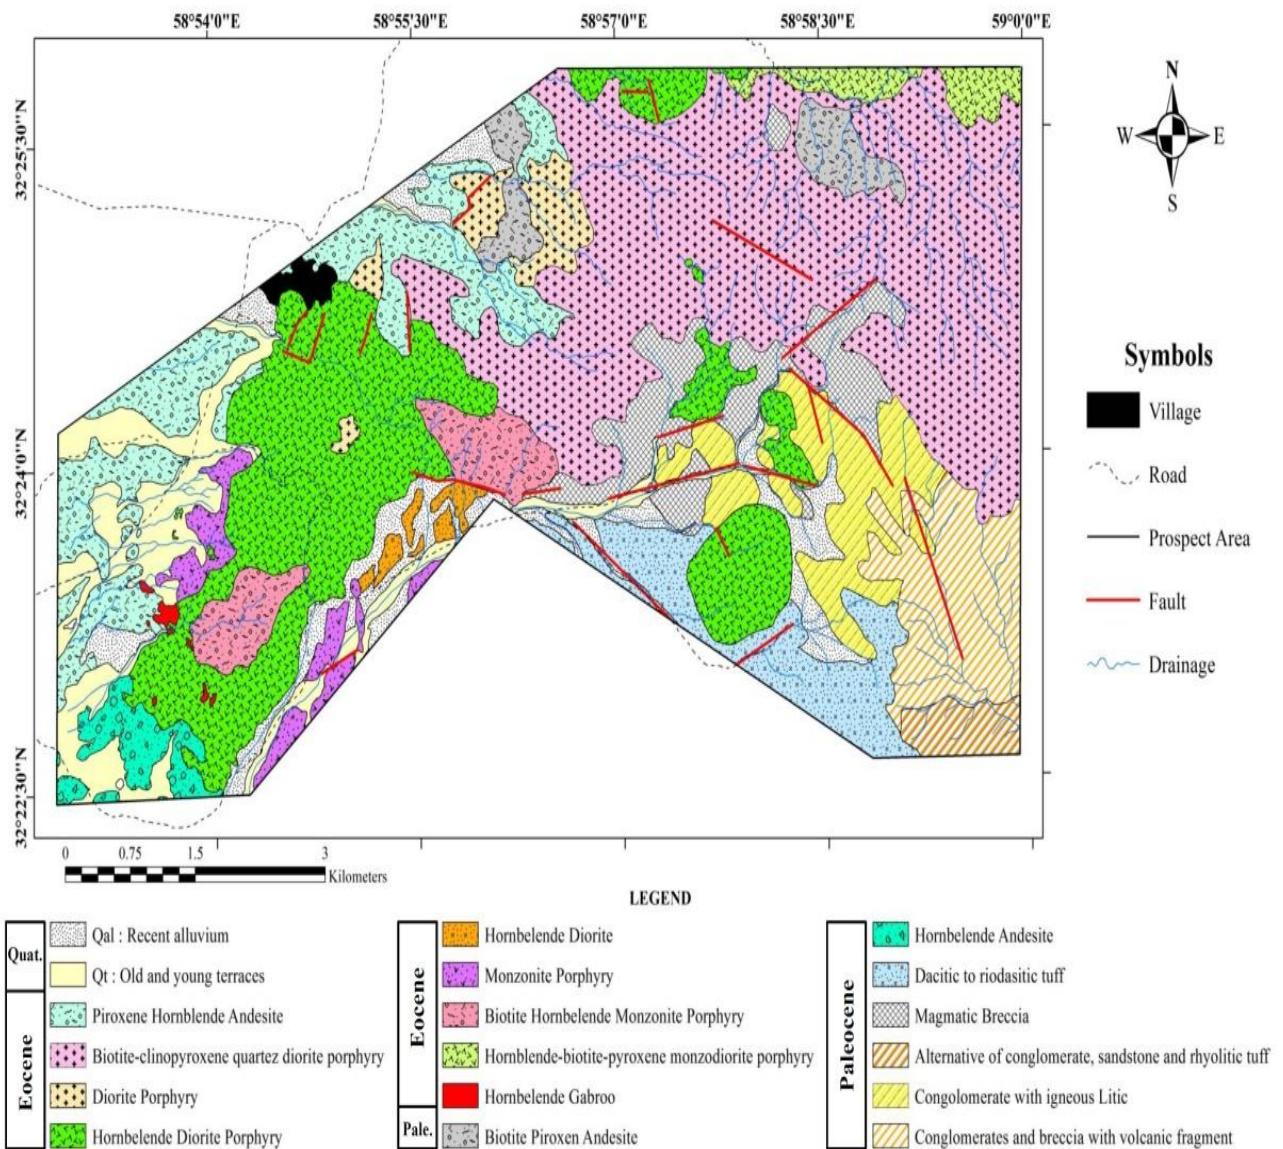 58°54'0"E 58°55'30"E 58°57'0"E 58°58'30"E 59°0'0"E
32°25'30"N
32°24'0"N
32°22'30"N
N
W E
S
Symbols
Village
Road
Prospect Area
Fault
Drainage
0 0.75 1.5 3
Kilometers
LEGEND
Quat.
Qal : Recent alluvium
Qt : Old and young terraces
Eocene
Piroxene Hornblende Andesite
Biotite-clinopyroxene quartez diorite porphyry
Diorite Porphyry
Hornbelende Diorite Porphyry
Eocene
Hornbelende Diorite
Monzonite Porphyry
Biotite Hornbelende Monzonite Porphyry
Hornblende-biotite-pyroxene monzodiorite porphyry
Hornbelende Gabroo
Pale.
Biotite Piroxen Andesite
Paleocene
Hornbelende Andesite
Dacitic to riodasitic tuff
Magmatic Breccia
Alternative of conglomerate, sandstone and rhyolitic tuff
Congolomerate with igneous Litic
Conglomerates and breccia with volcanic fragment